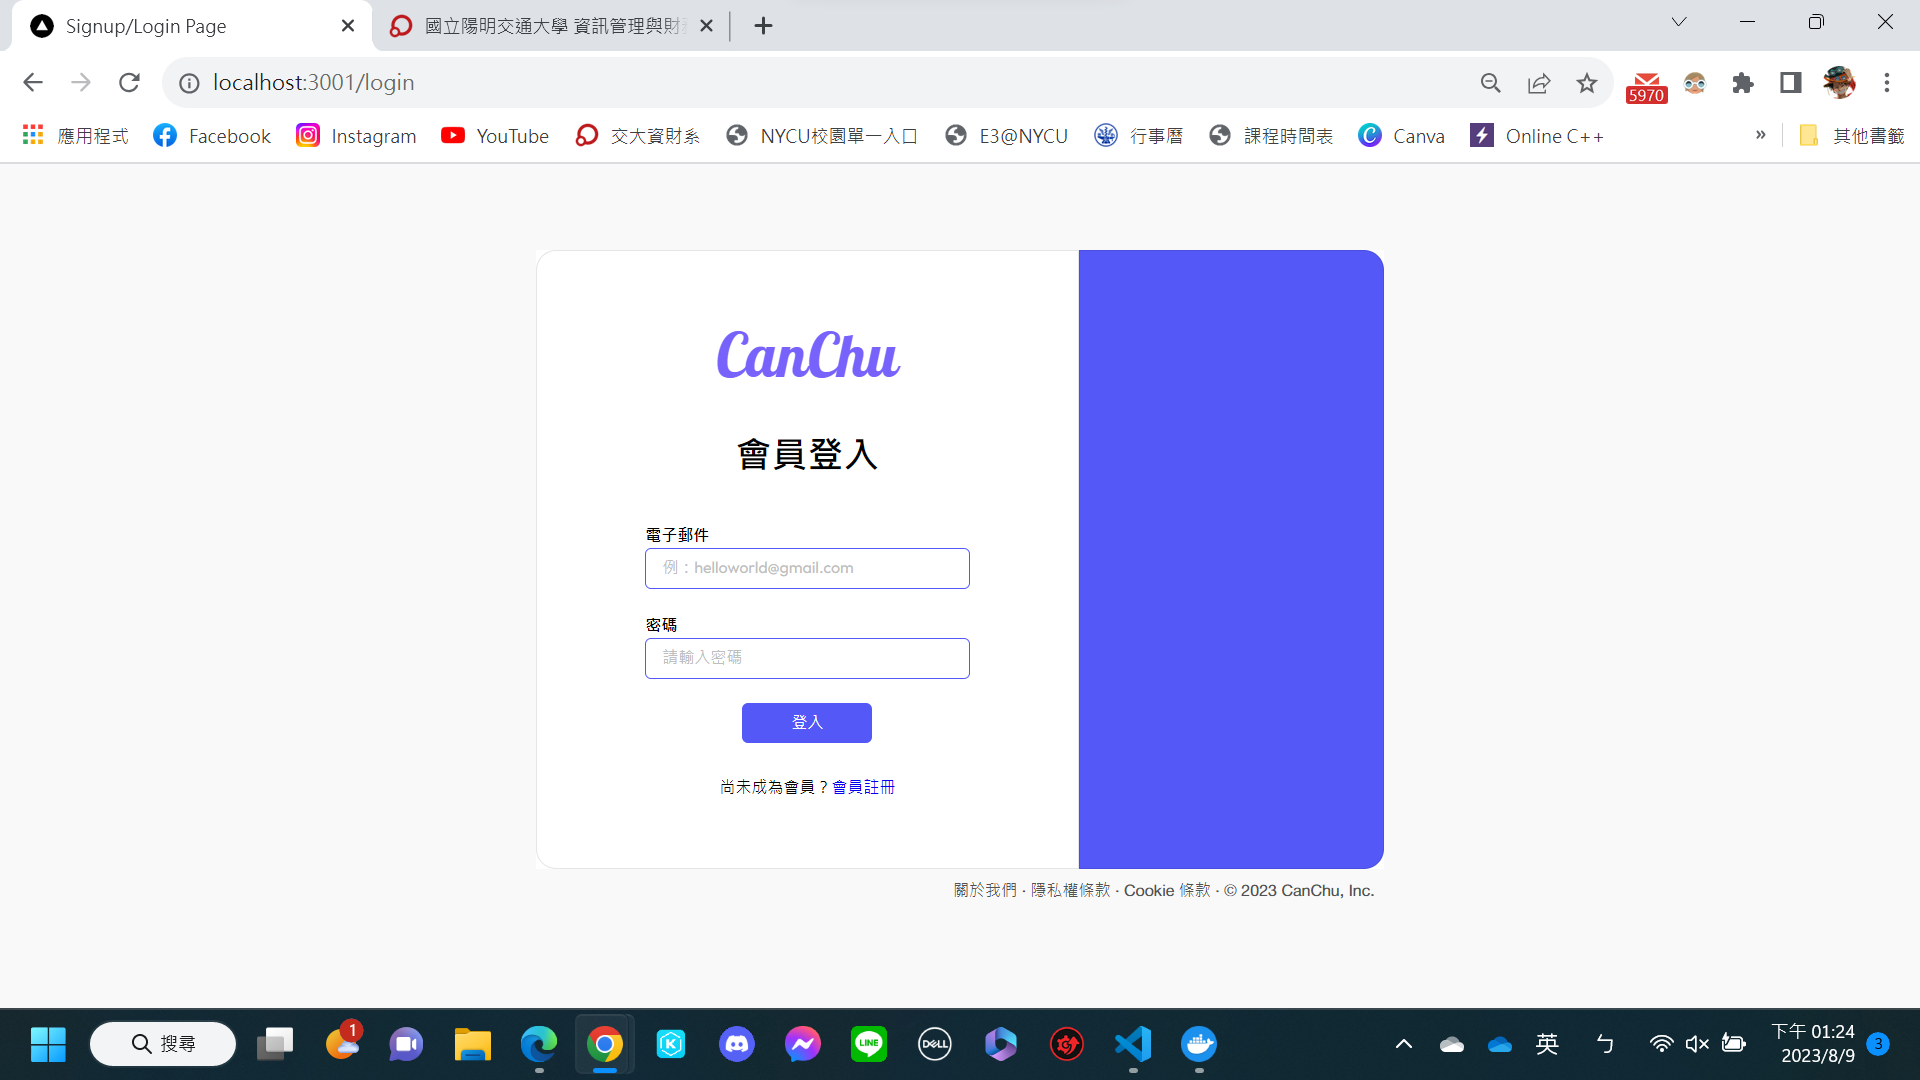 Signup/Login Page
國立陽明交通大學 資訊管理與財
localhost:3001/login
5970
應用程式
Facebook
Instagram
YouTube
交大資財系
NYCU校園單一入口
E3@NYCU
行事曆
課程時間表
Canva
Online C++
»
其他書籤
CanChu
會員登入
電子郵件
例：helloworld@gmail.com
密碼
請輸入密碼
登入
尚未成為會員？會員註冊
關於我們 · 隱私權條款 · Cookie 條款 · © 2023 CanChu, Inc.
搜尋
1
LINE
DELL
英
ㄅ
下午 01:24
2023/8/9
3